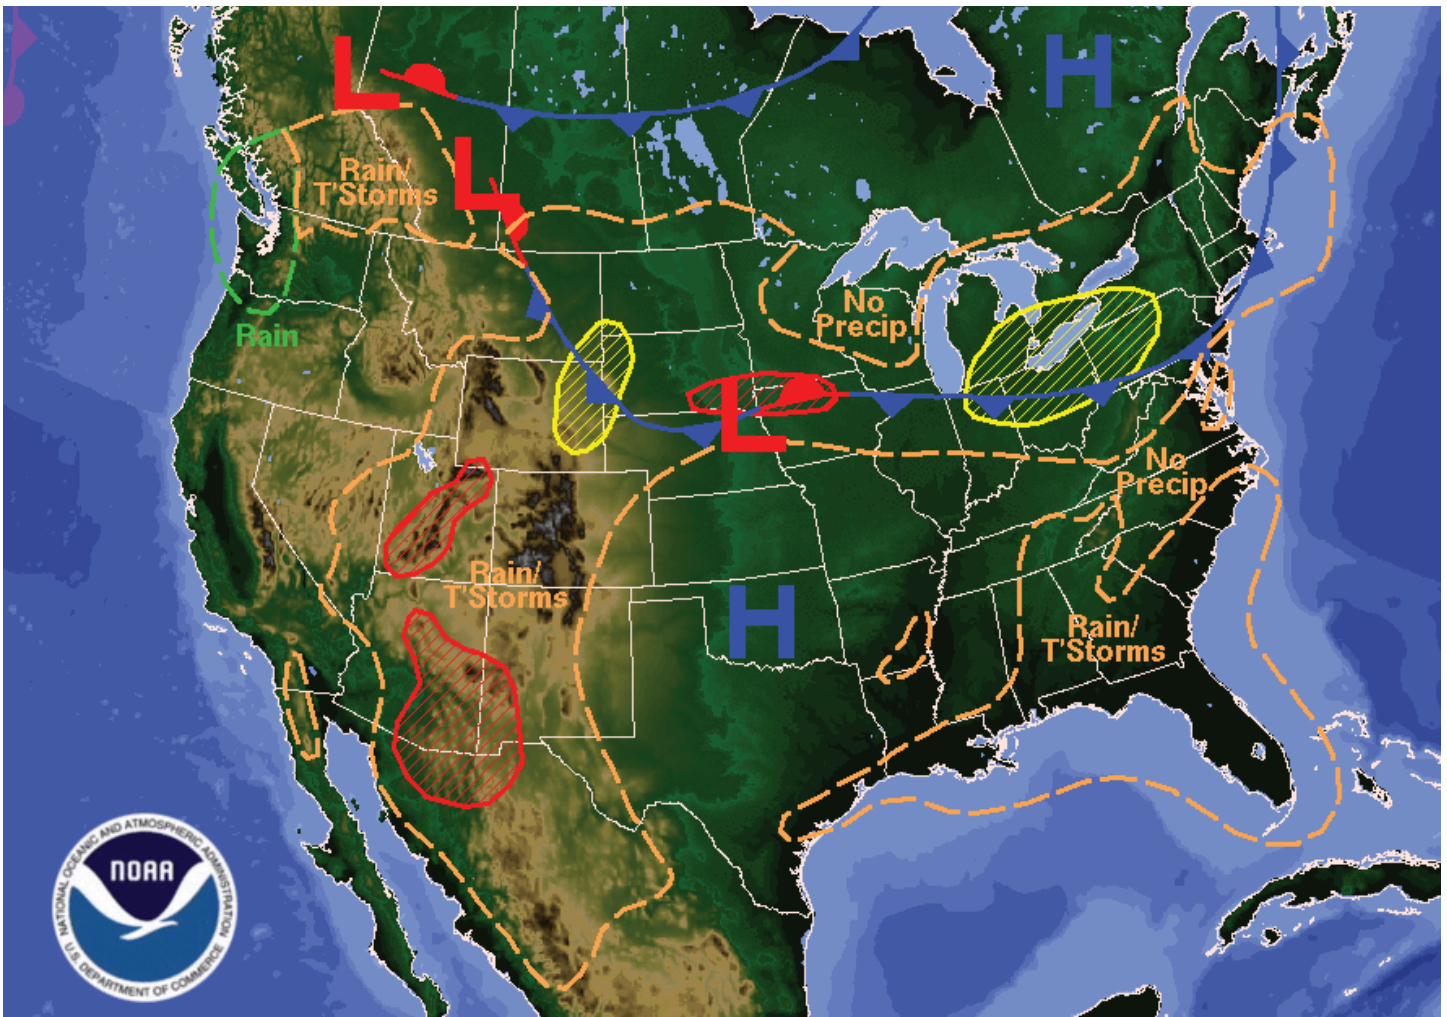 L
H
L
Rain/
T'Storms
No
Precip
Rain
L
No
Precip
Rain/
T'Storms
H
Rain/
T'Storms
NATIONAL OCEANIC AND ATMOSPHERIC ADMINISTRATION
NOAA
U.S. DEPARTMENT OF COMMERCE